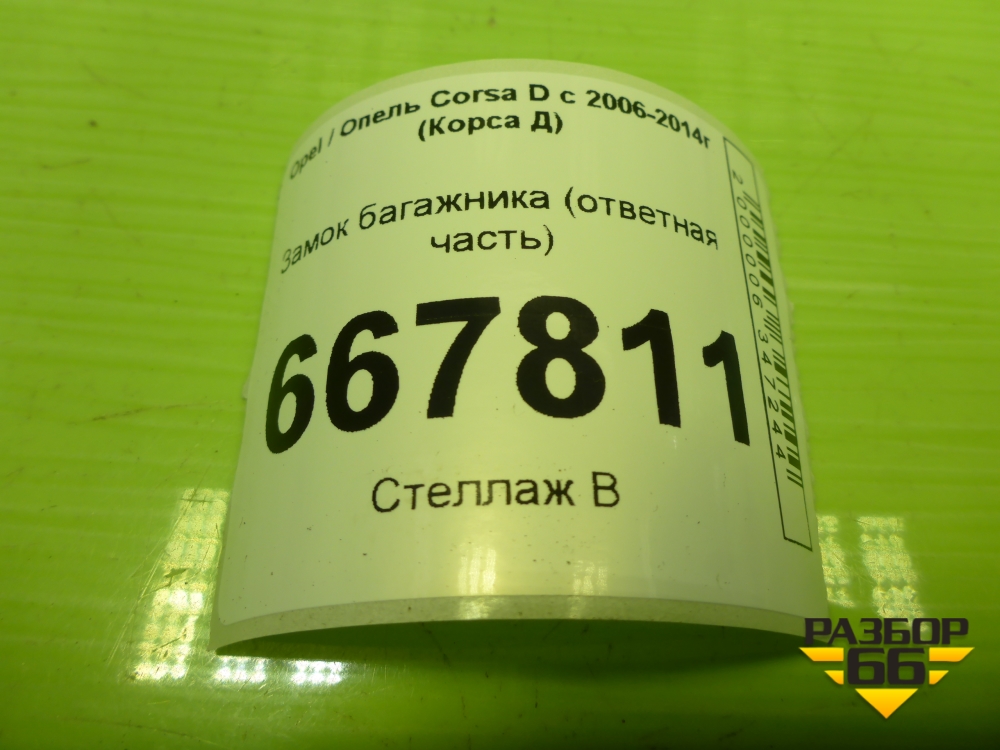 Opel / Опель Corsa D с 2006-2014г
(Корса Д)
Замок багажника (ответная
часть)
667811
Стеллаж В
2000006347244
РАЗБОР
66